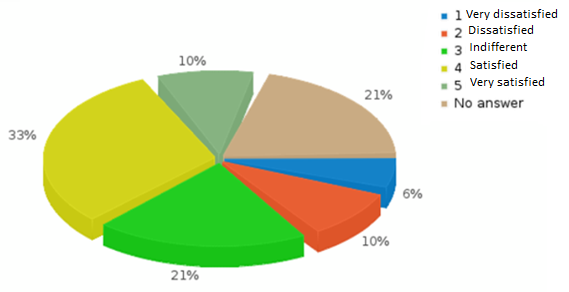 10%
21%
33%
6%
10%
21%
1 Very dissatisfied
2 Dissatisfied
3 Indifferent
4 Satisfied
5 Very satisfied
No answer